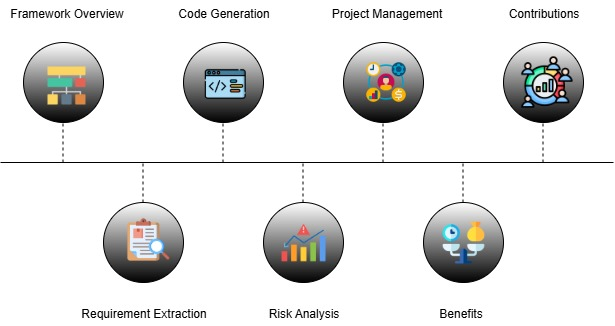 Framework Overview
Code Generation
Project Management
Contributions
Requirement Extraction
Risk Analysis
Benefits